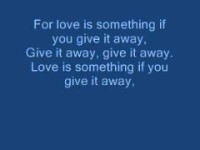 For love is something if
you give it away,
Give it away, give it away.
Love is something if you
give it away,